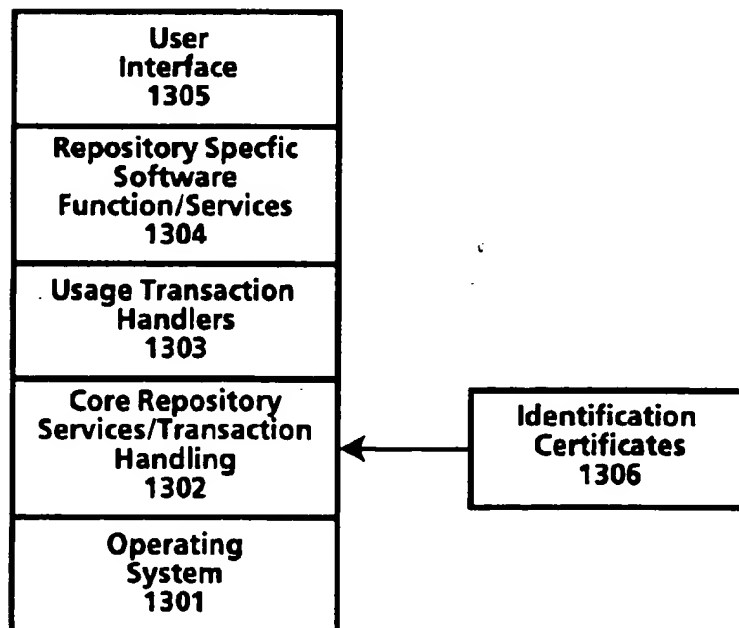 User
Interface
1305
Repository Specfic
Software
Function/Services
1304
Usage Transaction
Handlers
1303
Core Repository
Services/Transaction
Handling
1302
Identification
Certificates
1306
Operating
System
1301